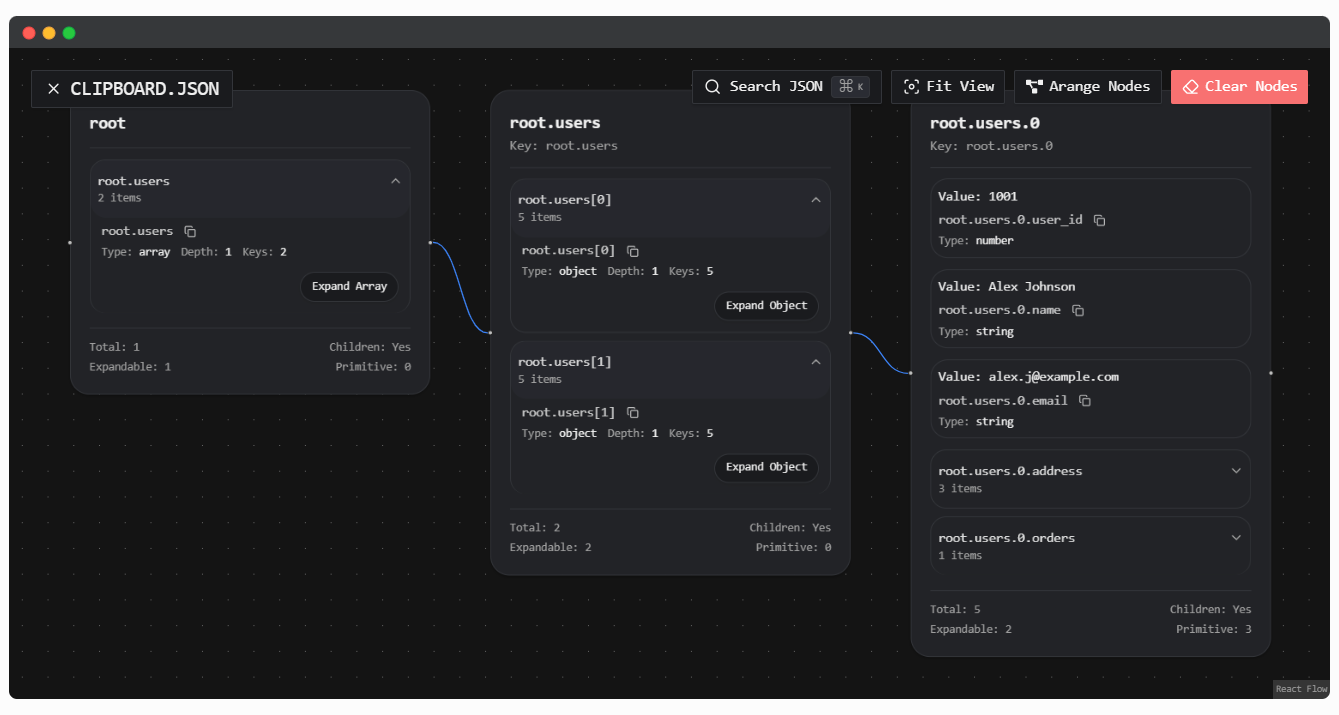 CLIPBOARD.JSON
Search JSON ⌘ K
Fit View
Arange Nodes
Clear Nodes
root
root.users
2 items
root.users
Type: array Depth: 1 Keys: 2
Expand Array
Total: 1 Children: Yes
Expandable: 1 Primitive: 0
root.users
Key: root.users
root.users[0]
5 items
root.users[0]
Type: object Depth: 1 Keys: 5
Expand Object
root.users[1]
5 items
root.users[1]
Type: object Depth: 1 Keys: 5
Expand Object
Total: 2 Children: Yes
Expandable: 2 Primitive: 0
root.users.0
Key: root.users.0
Value: 1001
root.users.0.user_id
Type: number
Value: Alex Johnson
root.users.0.name
Type: string
Value: alex.j@example.com
root.users.0.email
Type: string
root.users.0.address
3 items
root.users.0.orders
1 items
Total: 5 Children: Yes
Expandable: 2 Primitive: 3
React Flow